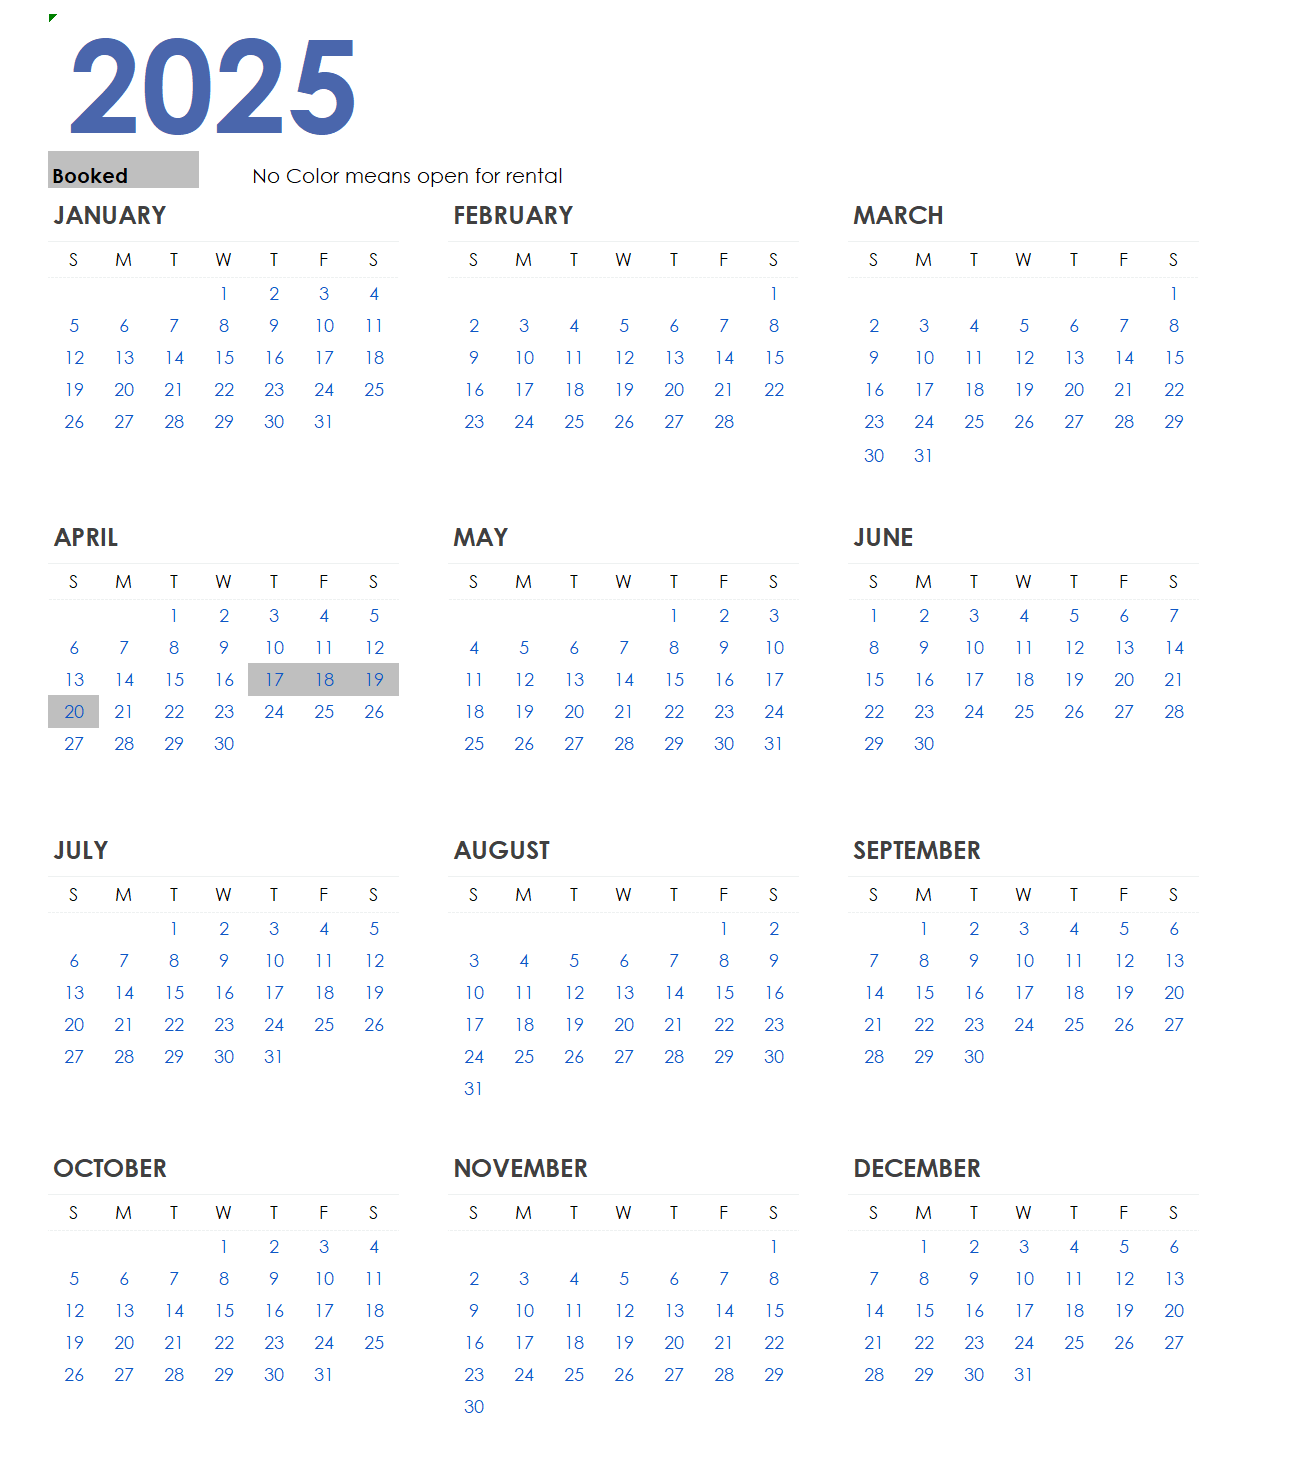 2025
Booked No Color means open for rental
JANUARY FEBRUARY MARCH
S M T W T F S S M T W T F S S M T W T F S
1 2 3 4 1 1
5 6 7 8 9 10 11 2 3 4 5 6 7 8 2 3 4 5 6 7 8
12 13 14 15 16 17 18 9 10 11 12 13 14 15 9 10 11 12 13 14 15
19 20 21 22 23 24 25 16 17 18 19 20 21 22 16 17 18 19 20 21 22
26 27 28 29 30 31 23 24 25 26 27 28 23 24 25 26 27 28 29
30 31
APRIL MAY JUNE
S M T W T F S S M T W T F S S M T W T F S
1 2 3 4 5 1 2 3 1 2 3 4 5 6 7
6 7 8 9 10 11 12 4 5 6 7 8 9 10 8 9 10 11 12 13 14
13 14 15 16 17 18 19 11 12 13 14 15 16 17 15 16 17 18 19 20 21
20 21 22 23 24 25 26 18 19 20 21 22 23 24 22 23 24 25 26 27 28
27 28 29 30 25 26 27 28 29 30 31 29 30
JULY AUGUST SEPTEMBER
S M T W T F S S M T W T F S S M T W T F S
1 2 3 4 5 1 2 1 2 3 4 5 6
6 7 8 9 10 11 12 3 4 5 6 7 8 9 7 8 9 10 11 12 13
13 14 15 16 17 18 19 10 11 12 13 14 15 16 14 15 16 17 18 19 20
20 21 22 23 24 25 26 17 18 19 20 21 22 23 21 22 23 24 25 26 27
27 28 29 30 31 24 25 26 27 28 29 30 28 29 30
31
OCTOBER NOVEMBER DECEMBER
S M T W T F S S M T W T F S S M T W T F S
1 2 3 4 1 1 2 3 4 5 6
5 6 7 8 9 10 11 2 3 4 5 6 7 8 7 8 9 10 11 12 13
12 13 14 15 16 17 18 9 10 11 12 13 14 15 14 15 16 17 18 19 20
19 20 21 22 23 24 25 16 17 18 19 20 21 22 21 22 23 24 25 26 27
26 27 28 29 30 31 23 24 25 26 27 28 29 28 29 30 31
30